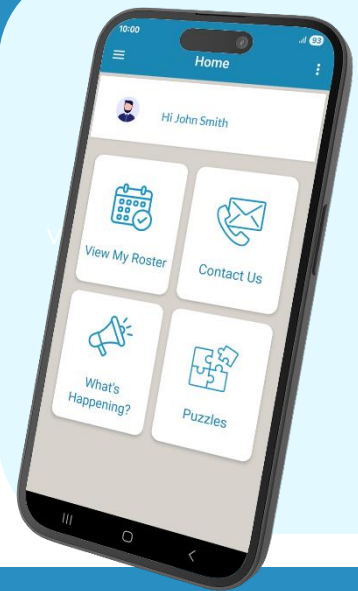 10:00
93
Home
Hi John Smith
View My Roster
Contact Us
What's
Happening?
Puzzles